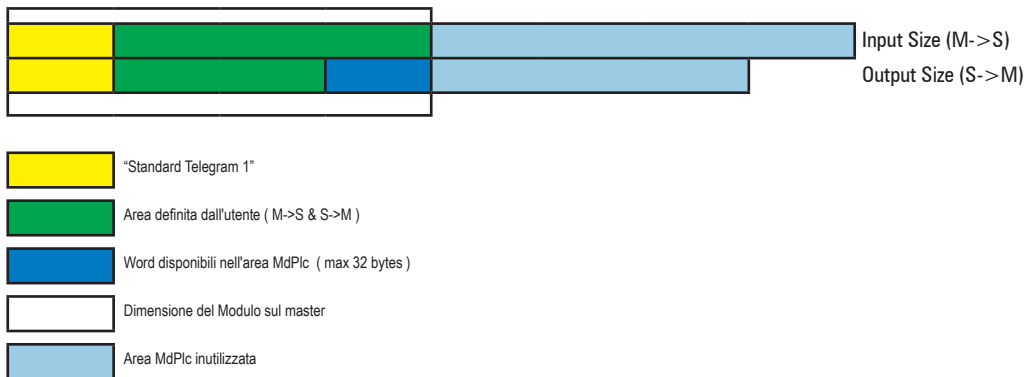 Input Size (M->S)
Output Size (S->M)
“Standard Telegram 1”
Area definita dall'utente ( M->S & S->M )
Word disponibili nell'area MdPlc ( max 32 bytes )
Dimensione del Modulo sul master
Area MdPlc inutilizzata